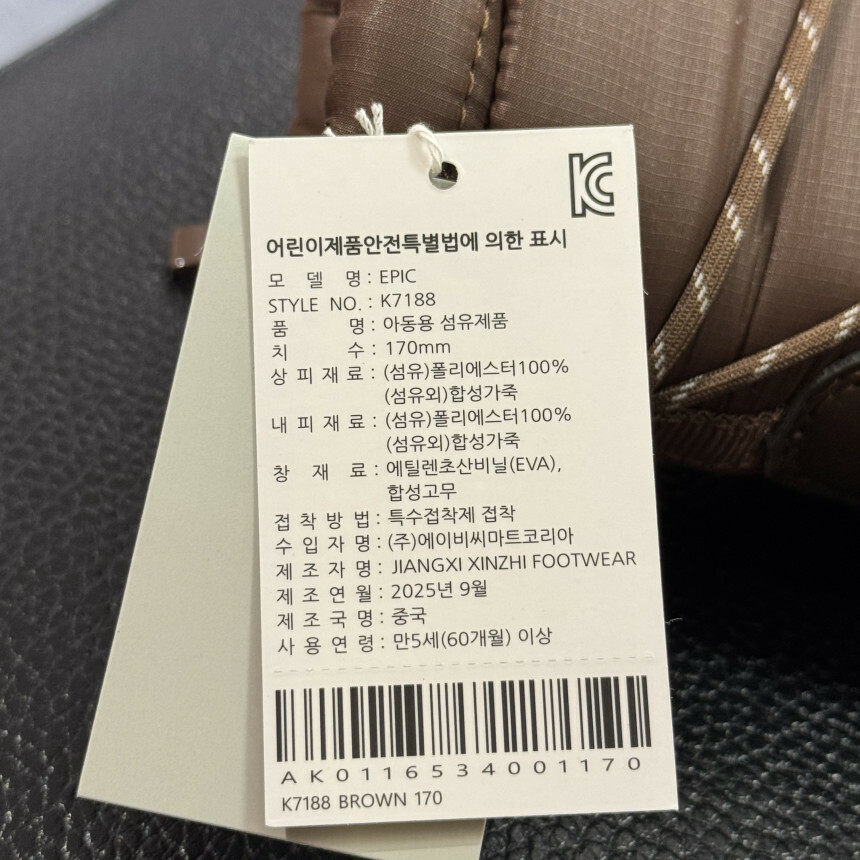 KC
어린이제품안전특별법에 의한 표시
모 델 명 : EPIC
STYLE NO. : K7188
품 명 : 아동용 섬유제품
치 수 : 170mm
상 피 재 료 : (섬유)폴리에스터100%
(섬유외)합성가죽
내 피 재 료 : (섬유)폴리에스터100%
(섬유외)합성가죽
창 재 료 : 에틸렌초산비닐(EVA),
합성고무
접 착 방 법 : 특수접착제 접착
수 입 자 명 : (주)에이비씨마트코리아
제 조 자 명 : JIANGXI XINZHI FOOTWEAR
제 조 연 월 : 2025년 9월
제 조 국 명 : 중국
사 용 연 령 : 만5세(60개월) 이상
AK0116534001170
K7188 BROWN 170